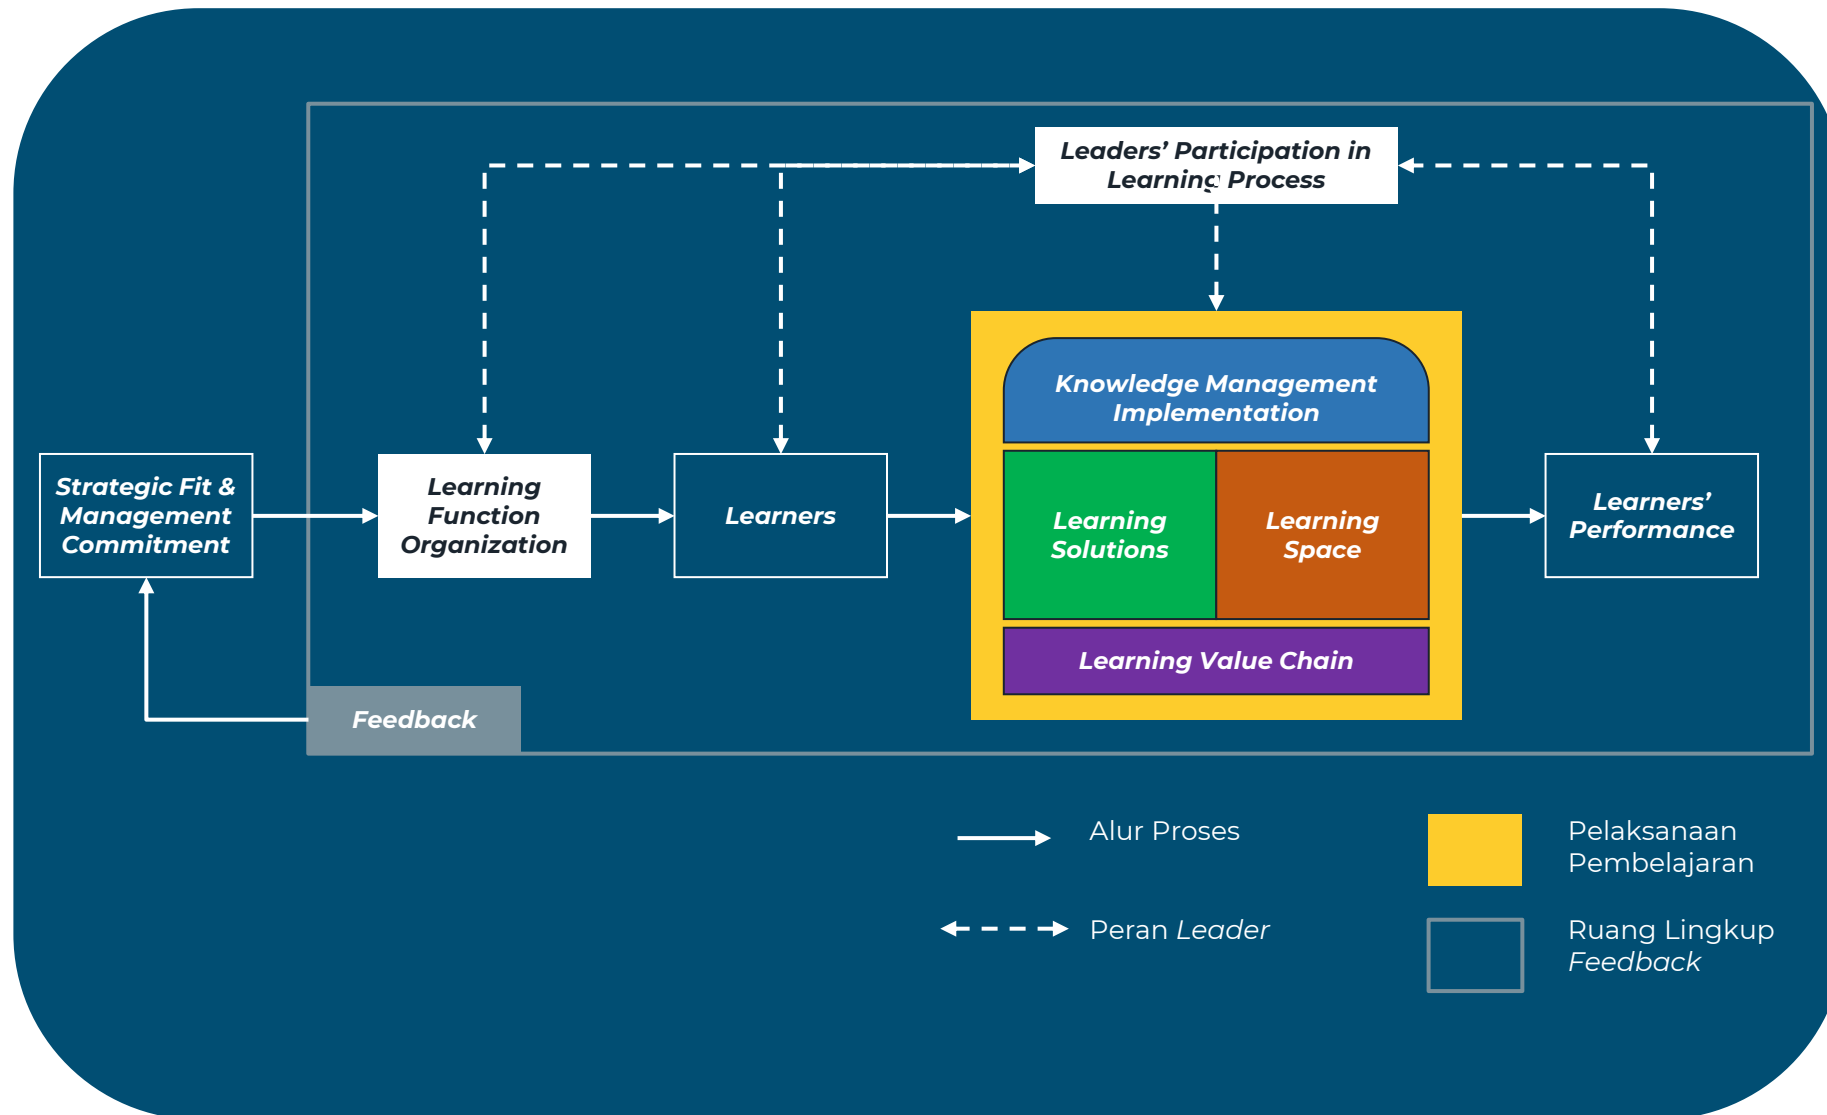 Leaders’ Participation in
Learning Process
Knowledge Management
Implementation
Strategic Fit &
Management
Commitment
Learning
Function
Organization
Learners
Learning
Solutions
Learning
Space
Learners’
Performance
Learning Value Chain
Feedback
Alur Proses
Pelaksanaan
Pembelajaran
Peran Leader
Ruang Lingkup
Feedback